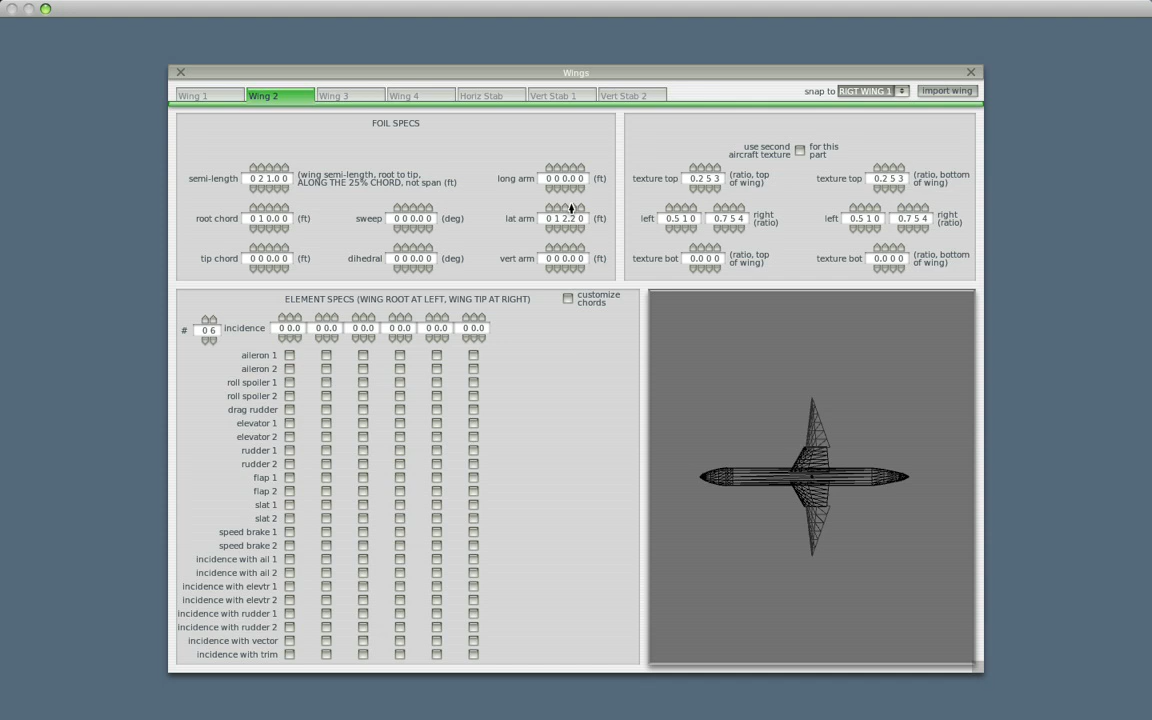 Wings
Wing 1 Wing 2 Wing 3 Wing 4 Horiz Stab Vert Stab 1 Vert Stab 2 snap to RIGT WING 1 import wing
FOIL SPECS
use second aircraft texture for this part
semi-length 0 2 1.0 0 (wing semi-length, root to tip, ALONG THE 25% CHORD, not span (ft)
long arm 0 0 0.0 0 (ft)
texture top 0.2 5 3 (ratio, top of wing) texture top 0.2 5 3 (ratio, bottom of wing)
root chord 0 1 0.0 0 (ft) sweep 0 0 0.0 0 (deg) lat arm 0 1 2.2 0 (ft)
left 0.5 1 0 0.7 5 4 right (ratio) left 0.5 1 0 0.7 5 4 right (ratio)
tip chord 0 0 0.0 0 (ft) dihedral 0 0 0.0 0 (deg) vert arm 0 0 0.0 0 (ft)
texture bot 0.0 0 0 (ratio, top of wing) texture bot 0.0 0 0 (ratio, bottom of wing)
ELEMENT SPECS (WING ROOT AT LEFT, WING TIP AT RIGHT) customize chords
# 0 6 incidence 0 0.0 0 0.0 0 0.0 0 0.0 0 0.0 0 0.0
aileron 1
aileron 2
roll spoiler 1
roll spoiler 2
drag rudder
elevator 1
elevator 2
rudder 1
rudder 2
flap 1
flap 2
slat 1
slat 2
speed brake 1
speed brake 2
incidence with ail 1
incidence with ail 2
incidence with elevtr 1
incidence with elevtr 2
incidence with rudder 1
incidence with rudder 2
incidence with vector
incidence with trim